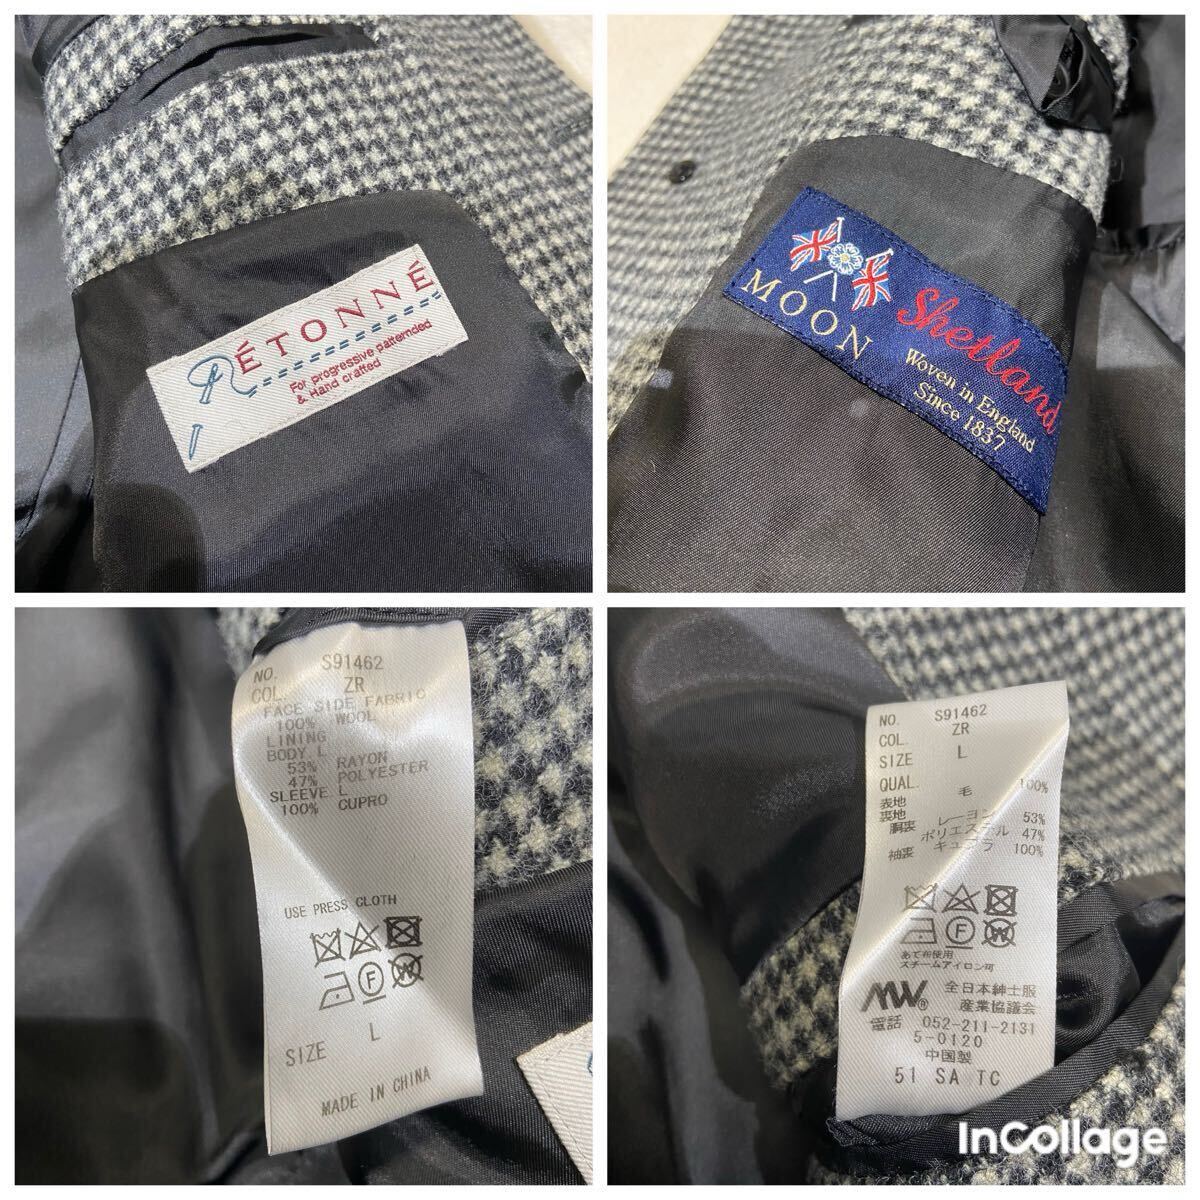 RÉTONNÉ
For progressive patternded
& Hand crafted
MOON
Shetland
Woven in England
Since 1837
NO. S91462
COL. ZR
FACE SIDE FABRIC
100% WOOL
LINING
BODY L
53% RAYON
47% POLYESTER
SLEEVE L
100% CUPRO
USE PRESS CLOTH
F W
SIZE L
MADE IN CHINA
NO. S91462
COL. ZR
SIZE L
QUAL.
表地 毛 100%
裏地
胴裏 レーヨン 53%
ポリエステル 47%
袖裏 キュプラ 100%
F W
あて布使用
スチームアイロン可
MW® 全日本紳士服
産業協議会
電話 052-211-2131
5-0120
中国製
51 SA TC
InCollage